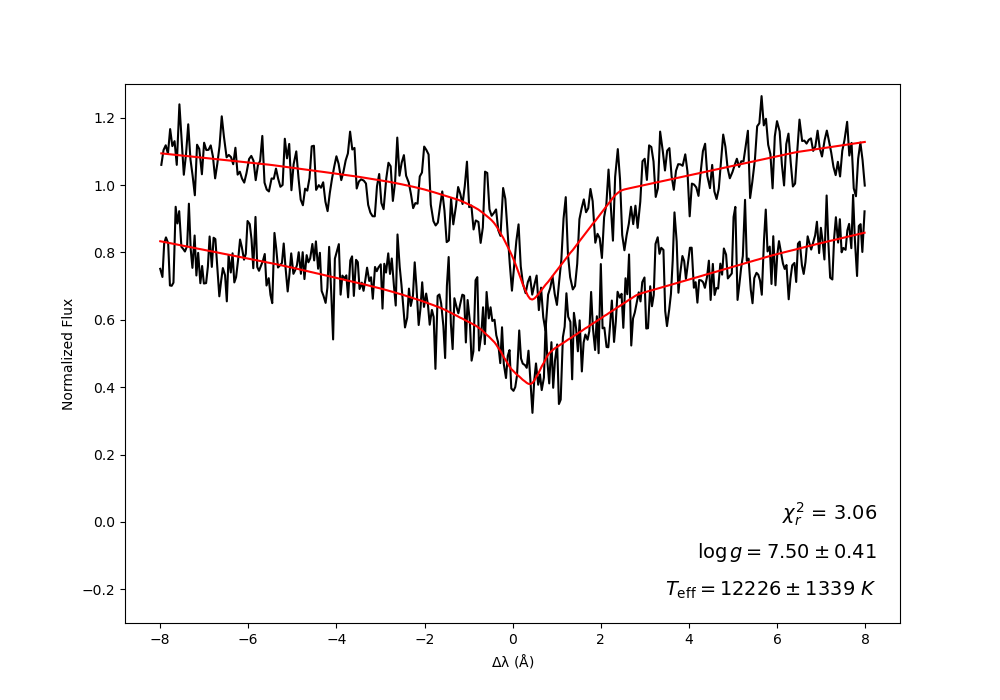 Normalized Flux
1.2
1.0
0.8
0.6
0.4
0.2
0.0
−0.2
χ²ᵣ = 3.06
log g = 7.50 ± 0.41
T_eff = 12226 ± 1339 K
−8 −6 −4 −2 0 2 4 6 8
Δλ (Å)